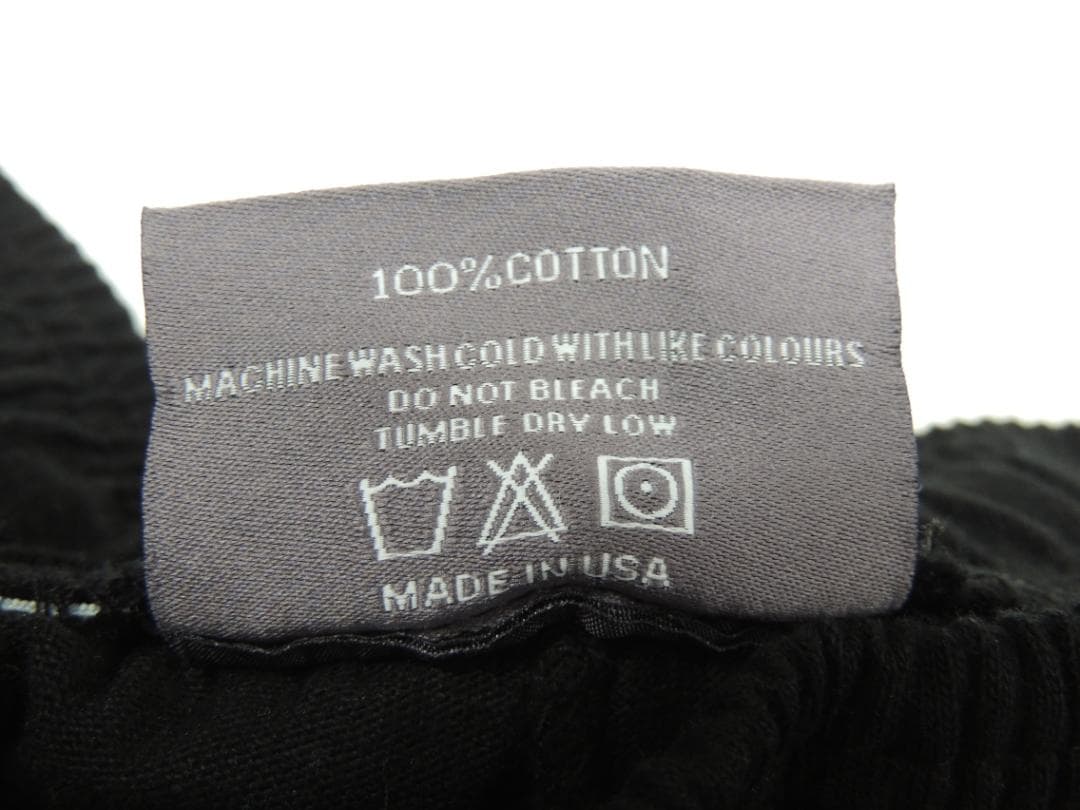 100% COTTON
MACHINE WASH COLD WITH LIKE COLOURS
DO NOT BLEACH
TUMBLE DRY LOW
MADE IN USA